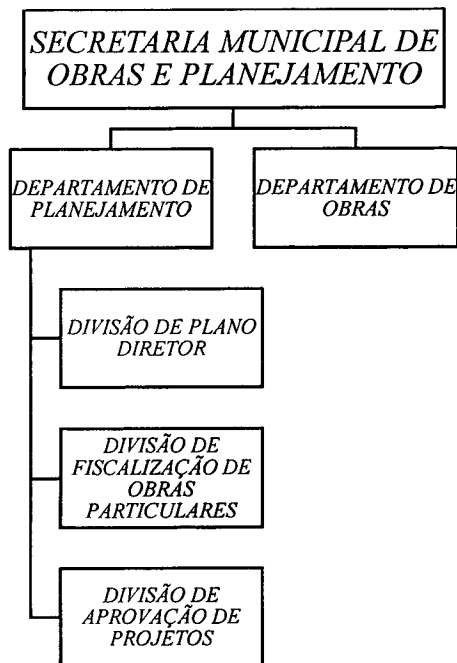 SECRETARIA MUNICIPAL DE
OBRAS E PLANEJAMENTO
DEPARTAMENTO DE
PLANEJAMENTO
DEPARTAMENTO DE
OBRAS
DIVISÃO DE PLANO
DIRETOR
DIVISÃO DE
FISCALIZAÇÃO DE
OBRAS
PARTICULARES
DIVISÃO DE
APROVAÇÃO DE
PROJETOS